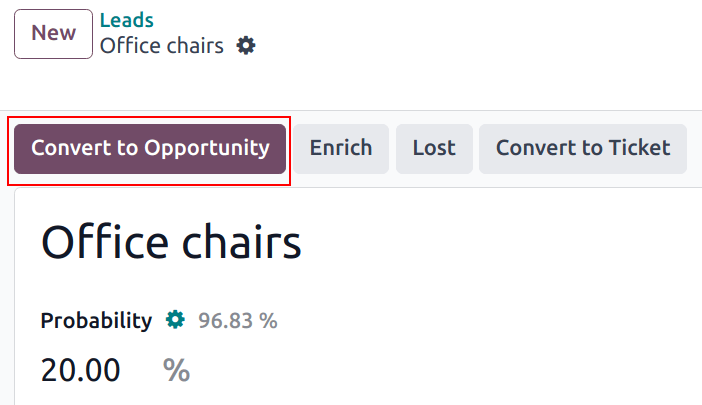 New
Leads
Office chairs
Convert to Opportunity Enrich Lost Convert to Ticket
Office chairs
Probability 96.83 %
20.00 %